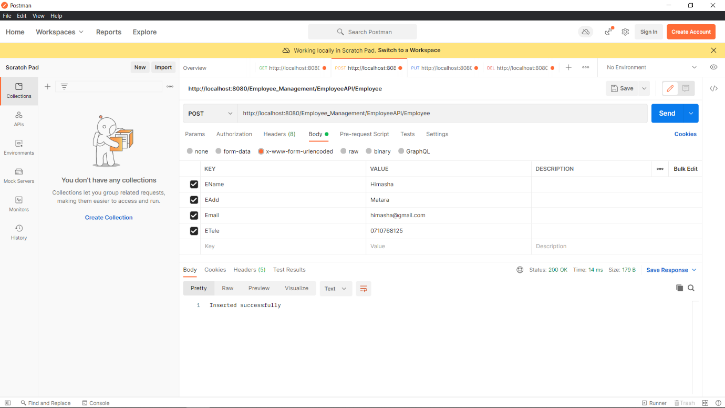 Postman
File Edit View Help
Home Workspaces Reports Explore Search Postman Sign In Create Account
Working locally in Scratch Pad. Switch to a Workspace
Scratch Pad New Import
Overview GET http://localhost:8080 POST http://localhost:808 PUT http://localhost:8080 DEL http://localhost:8080 No Environment
http://localhost:8080/Employee_Management/EmployeeAPI/Employee Save
POST http://localhost:8080/Employee_Management/EmployeeAPI/Employee Send
Params Authorization Headers (8) Body Pre-request Script Tests Settings Cookies
none form-data x-www-form-urlencoded raw binary GraphQL
KEY VALUE DESCRIPTION Bulk Edit
EName Himasha
EAdd Matara
Email himasha@gmail.com
ETele 0710768125
Key Value Description
Collections
APIs
Environments
Mock Servers
Monitors
History
You don't have any collections
Collections let you group related requests,
making them easier to access and run.
Create Collection
Body Cookies Headers (5) Test Results Status: 200 OK Time: 14 ms Size: 179 B Save Response
Pretty Raw Preview Visualize Text
1 Inserted successfully
Find and Replace Console Runner Trash